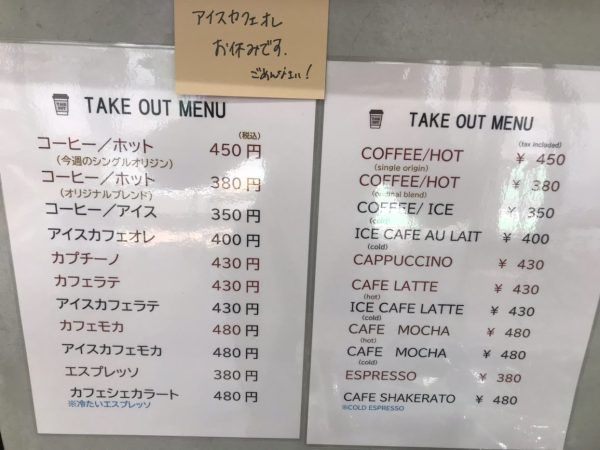 アイスカフェオレ
お休みです.
ごめんなさい!
TAKE OUT MENU
(税込)
コーヒー／ホット 450円
(今週のシングルオリジン)
コーヒー／ホット 380円
(オリジナルブレンド)
コーヒー／アイス 350円
アイスカフェオレ 400円
カプチーノ 430円
カフェラテ 430円
アイスカフェラテ 430円
カフェモカ 480円
アイスカフェモカ 480円
エスプレッソ 380円
カフェシェカラート 480円
※冷たいエスプレッソ
TAKE OUT MENU
(tax included)
COFFEE/HOT ¥ 450
(single origin)
COFFEE/HOT ¥ 380
(original blend)
COFFEE/ ICE ¥ 350
(cold)
ICE CAFE AU LAIT ¥ 400
(cold)
CAPPUCCINO ¥ 430
CAFE LATTE ¥ 430
(hot)
ICE CAFE LATTE ¥ 430
(cold)
CAFE MOCHA ¥ 480
(hot)
CAFE MOCHA ¥ 480
(cold)
ESPRESSO ¥ 380
CAFE SHAKERATO ¥ 480
※COLD ESPRESSO